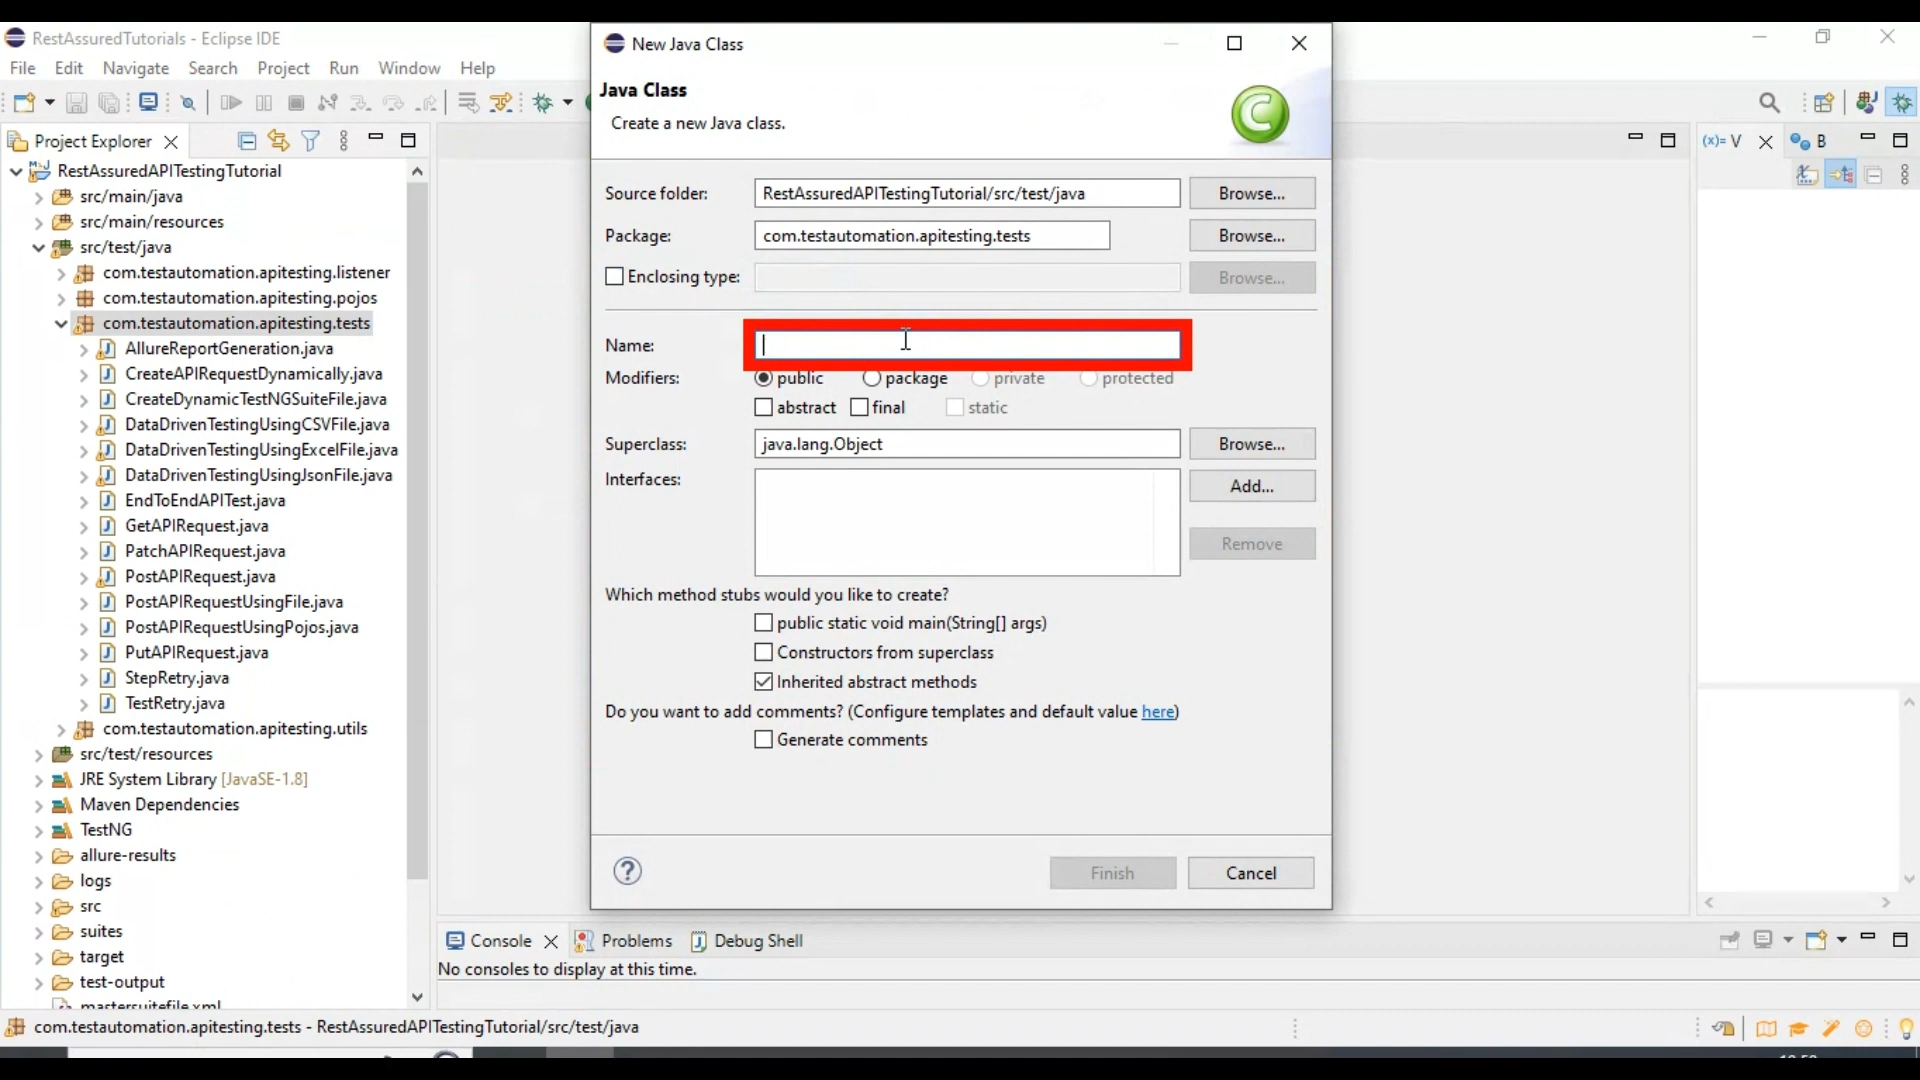 RestAssuredTutorials - Eclipse IDE
File Edit Navigate Search Project Run Window Help
Project Explorer
RestAssuredAPITestingTutorial
src/main/java
src/main/resources
src/test/java
com.testautomation.apitesting.listener
com.testautomation.apitesting.pojos
com.testautomation.apitesting.tests
AllureReportGeneration.java
CreateAPIRequestDynamically.java
CreateDynamicTestNGSuiteFile.java
DataDrivenTestingUsingCSVFile.java
DataDrivenTestingUsingExcelFile.java
DataDrivenTestingUsingJsonFile.java
EndToEndAPITest.java
GetAPIRequest.java
PatchAPIRequest.java
PostAPIRequest.java
PostAPIRequestUsingFile.java
PostAPIRequestUsingPojos.java
PutAPIRequest.java
StepRetry.java
TestRetry.java
com.testautomation.apitesting.utils
src/test/resources
JRE System Library [JavaSE-1.8]
Maven Dependencies
TestNG
allure-results
logs
src
suites
target
test-output
mastersuitefile.xml
New Java Class
Java Class
Create a new Java class.
C
Source folder: RestAssuredAPITestingTutorial/src/test/java Browse...
Package: com.testautomation.apitesting.tests Browse...
Enclosing type: Browse...
Name:
Modifiers: public package private protected
abstract final static
Superclass: java.lang.Object Browse...
Interfaces: Add...
Remove
Which method stubs would you like to create?
public static void main(String[] args)
Constructors from superclass
Inherited abstract methods
Do you want to add comments? (Configure templates and default value here)
Generate comments
? Finish Cancel
(x)= V B
Console Problems Debug Shell
No consoles to display at this time.
com.testautomation.apitesting.tests - RestAssuredAPITestingTutorial/src/test/java